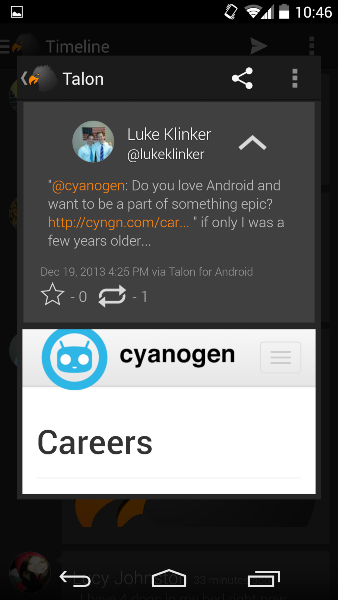 10:46
Timeline
Talon
Luke Klinker
@lukeklinker
"@cyanogen: Do you love Android and
want to be a part of something epic?
http://cyngn.com/car... " if only I was a
few years older...
Dec 19, 2013 4:25 PM via Talon for Android
- 0 - 1
cyanogen
Careers
Lucy Johnston 33 minutes